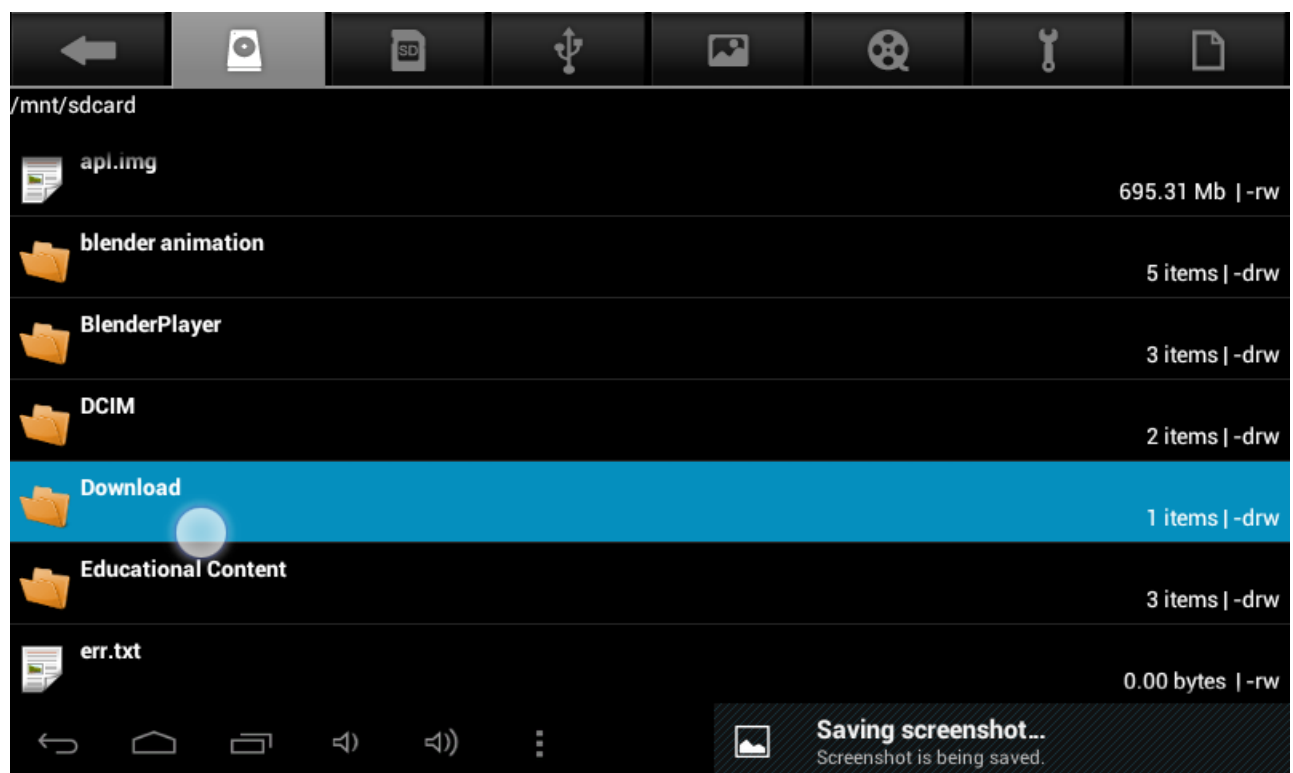 SD
/mnt/sdcard
apl.img
695.31 Mb | -rw
blender animation
5 items | -drw
BlenderPlayer
3 items | -drw
DCIM
2 items | -drw
Download
1 items | -drw
Educational Content
3 items | -drw
err.txt
0.00 bytes | -rw
Saving screenshot...
Screenshot is being saved.